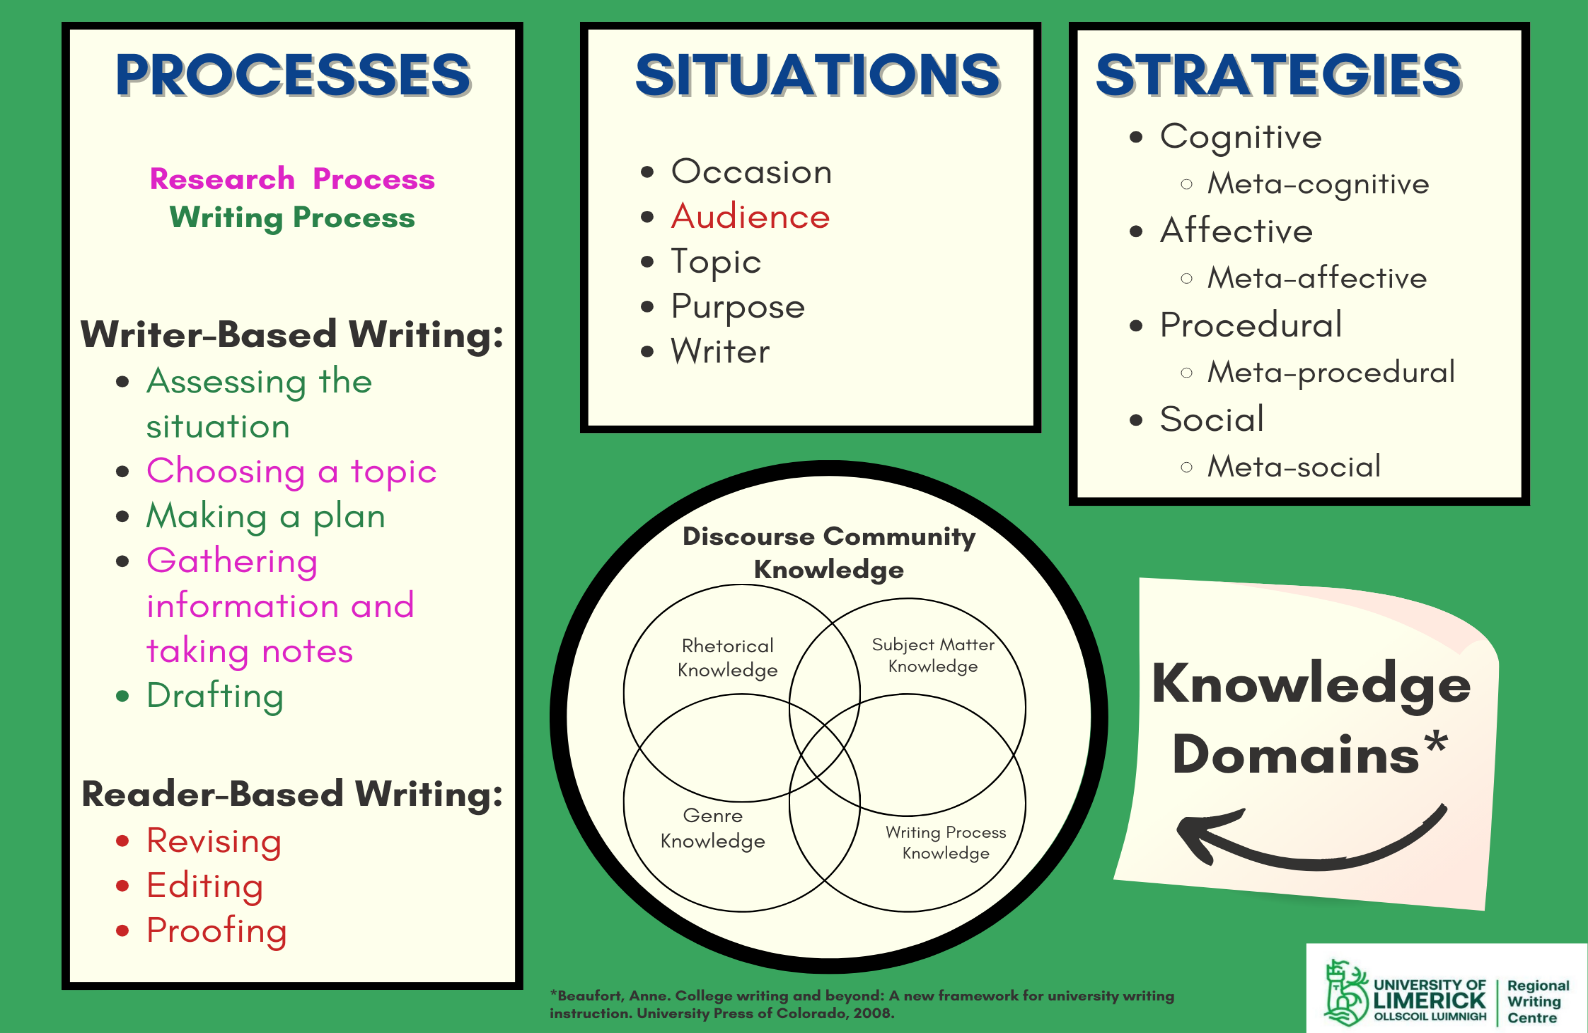 PROCESSES
Research Process
Writing Process
Writer-Based Writing:
Assessing the
situation
Choosing a topic
Making a plan
Gathering
information and
taking notes
Drafting
Reader-Based Writing:
Revising
Editing
Proofing
SITUATIONS
Occasion
Audience
Topic
Purpose
Writer
STRATEGIES
Cognitive
Meta-cognitive
Affective
Meta-affective
Procedural
Meta-procedural
Social
Meta-social
Discourse Community
Knowledge
Rhetorical
Knowledge
Subject Matter
Knowledge
Genre
Knowledge
Writing Process
Knowledge
Knowledge
Domains*
*Beaufort, Anne. College writing and beyond: A new framework for university writing
instruction. University Press of Colorado, 2008.
UNIVERSITY OF
LIMERICK
OLLSCOIL LUIMNIGH
Regional
Writing
Centre